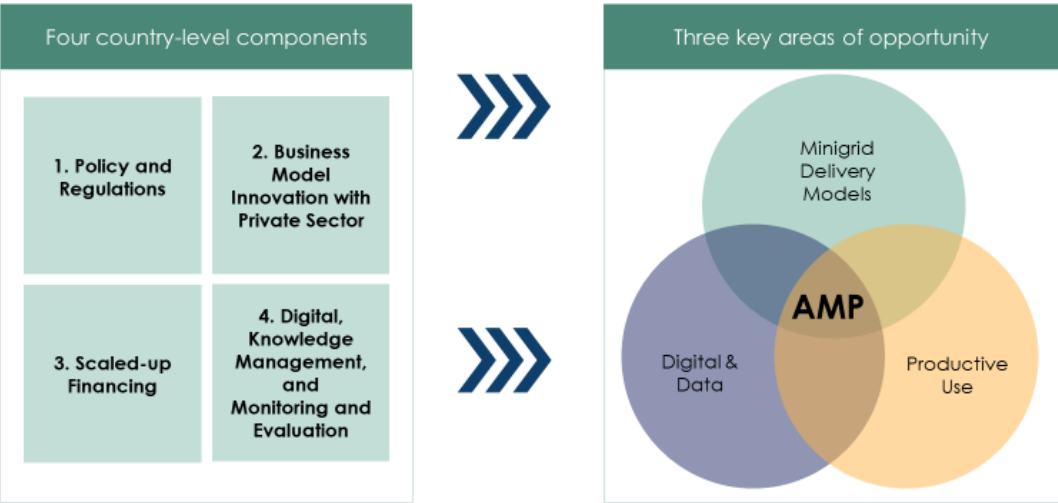 Four country-level components
1. Policy and
Regulations
2. Business
Model
Innovation with
Private Sector
3. Scaled-up
Financing
4. Digital,
Knowledge
Management,
and
Monitoring and
Evaluation
Three key areas of opportunity
Minigrid
Delivery
Models
AMP
Digital &
Data
Productive
Use